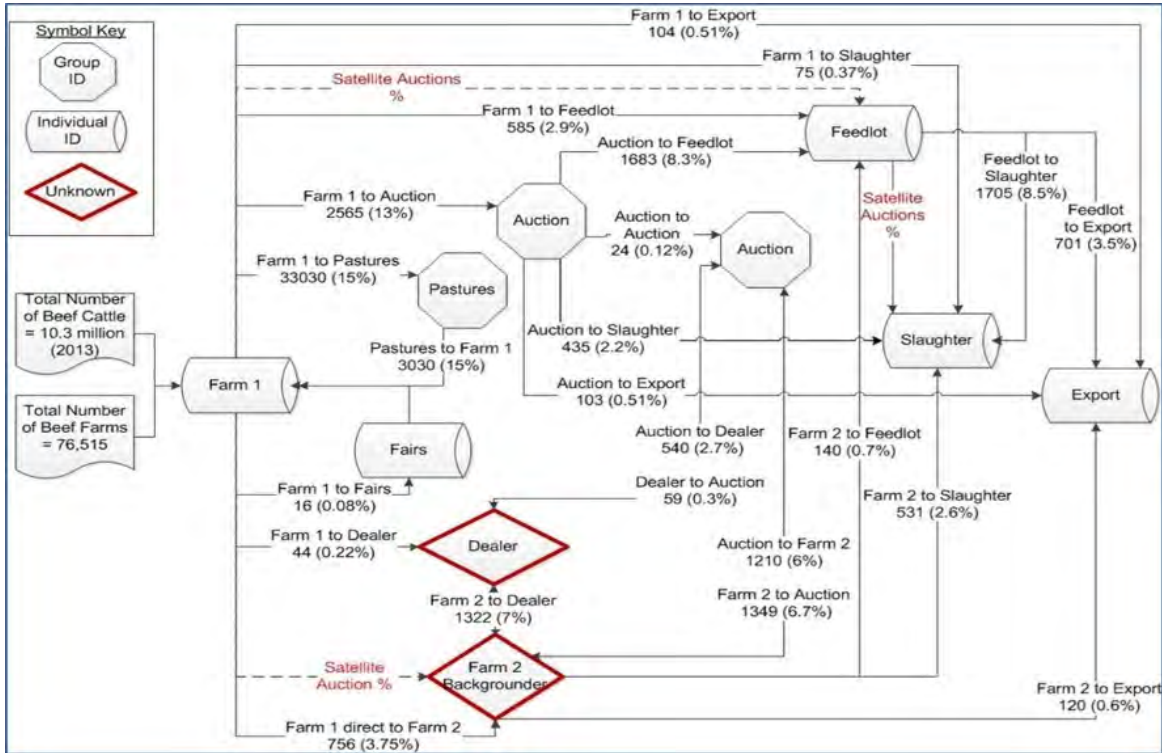 Symbol Key
Group
ID
Individual
ID
Unknown
Total Number
of Beef Cattle
= 10.3 million
(2013)
Total Number
of Beef Farms
= 76,515
Farm 1
Farm 1 to Export
104 (0.51%)
Farm 1 to Slaughter
75 (0.37%)
Satellite Auctions
%
Farm 1 to Feedlot
585 (2.9%)
Feedlot
Auction to Feedlot
1683 (8.3%)
Feedlot to
Slaughter
1705 (8.5%)
Farm 1 to Auction
2565 (13%)
Auction
Auction to
Auction
24 (0.12%)
Auction
Satellite
Auctions
%
Feedlot
to Export
701 (3.5%)
Farm 1 to Pastures
33030 (15%)
Pastures
Pastures to Farm 1
3030 (15%)
Auction to Slaughter
435 (2.2%)
Slaughter
Auction to Export
103 (0.51%)
Export
Fairs
Auction to Dealer
540 (2.7%)
Farm 2 to Feedlot
140 (0.7%)
Farm 1 to Fairs
16 (0.08%)
Dealer to Auction
59 (0.3%)
Farm 2 to Slaughter
531 (2.6%)
Farm 1 to Dealer
44 (0.22%)
Dealer
Auction to Farm 2
1210 (6%)
Farm 2 to Dealer
1322 (7%)
Farm 2 to Auction
1349 (6.7%)
Satellite
Auction %
Farm 2
Backgrounder
Farm 2 to Export
120 (0.6%)
Farm 1 direct to Farm 2
756 (3.75%)